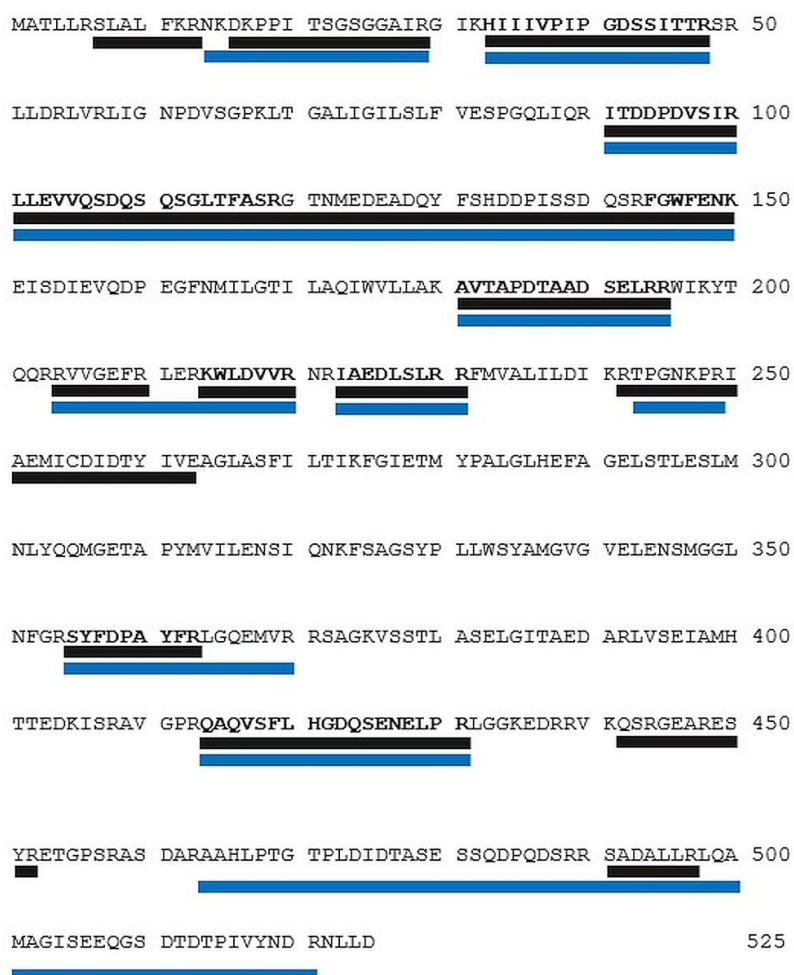 MATLLRSLAL FKRNKDKPPI TSGSGGAIRG IKHIIIVPIP GDSSITTRSR 50
LLDRLVRLIG NPDVSGPKLT GALIGILSLF VESPGQLIQR ITDDPDVSIR 100
LLEVVQSDQS QSGLTFASRG TNMEDEADQY FSHDDPISSD QSRFGWFENK 150
EISDIEVQDP EGFNMILGTI LAQIWVLLAK AVTAPDTAAD SELRRWIKYT 200
QQRRVVGEFR LERKWLDVVR NRIAEDLSLR RFMVALILDI KRTPGNKPRI 250
AEMICDIDTY IVEAGLASFI LTIKFGIETM YPALGLHEFA GELSTLESLM 300
NLYQQMGETA PYMVILENSI QNKFSAGSYP LLWSYAMGVG VELENSMGGL 350
NFGRSYFDPA YFRLGQEMVR RSAGKVSSTL ASELGITAED ARLVSEIAMH 400
TTEDKISRAV GPRQAQVSFL HGDQSENELP RLGGKEDRRV KQSRGEARES 450
YRETGPSRAS DARAAHLPTG TPLDIDTASE SSQDPQDSRR SADALLRLQA 500
MAGISEEQGS DTDTPIVYND RNLLD 525